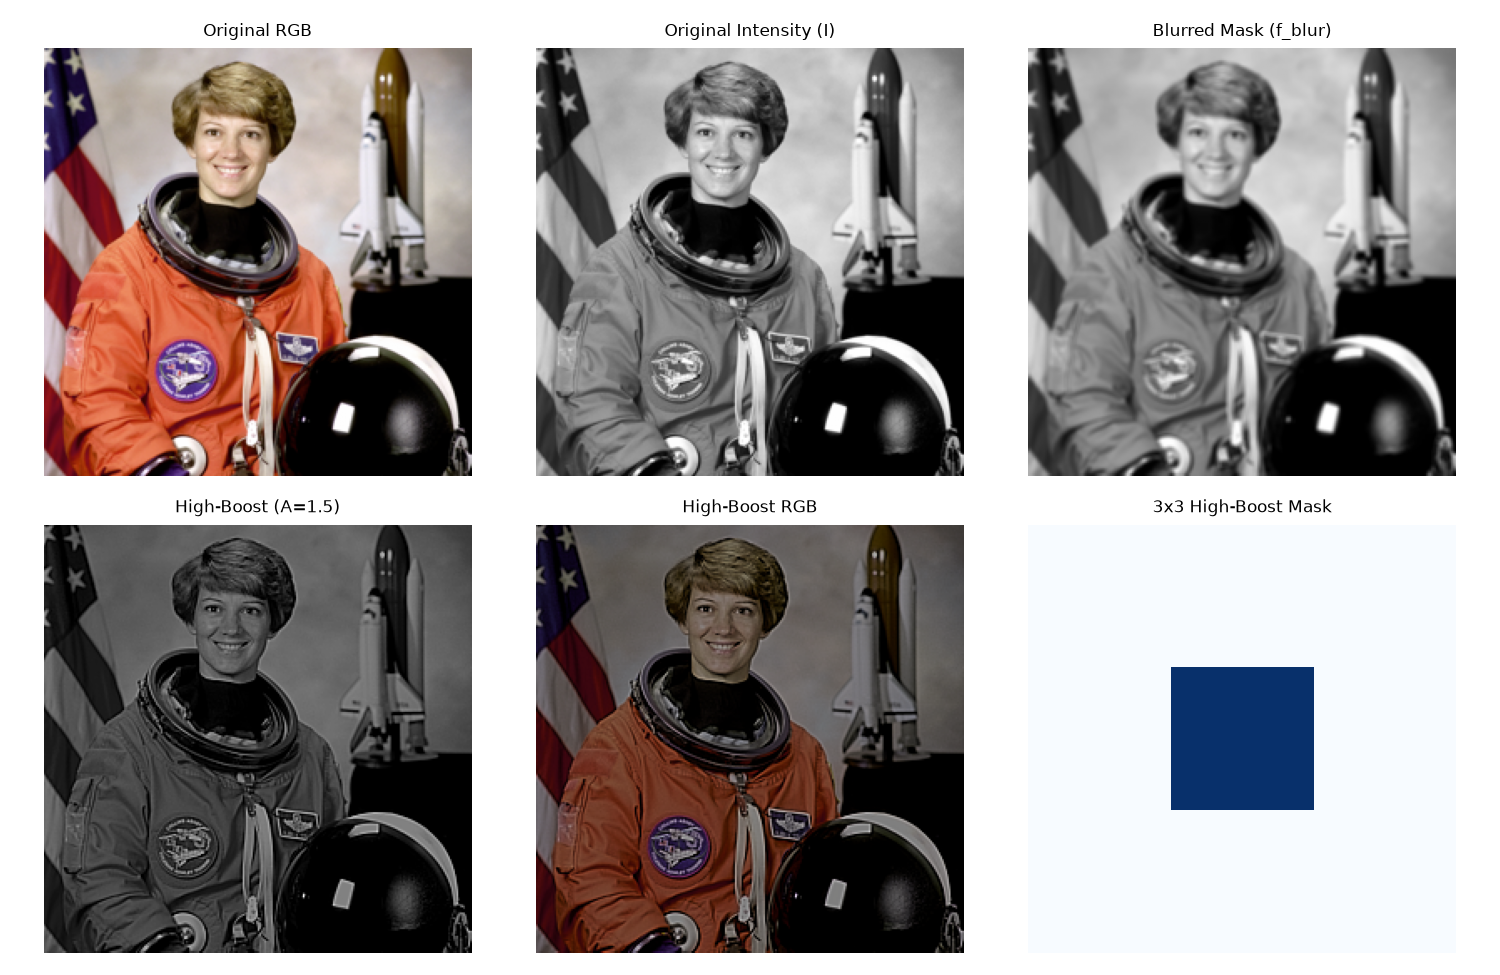 Original RGB
Original Intensity (I)
Blurred Mask (f_blur)
High-Boost (A=1.5)
High-Boost RGB
3x3 High-Boost Mask